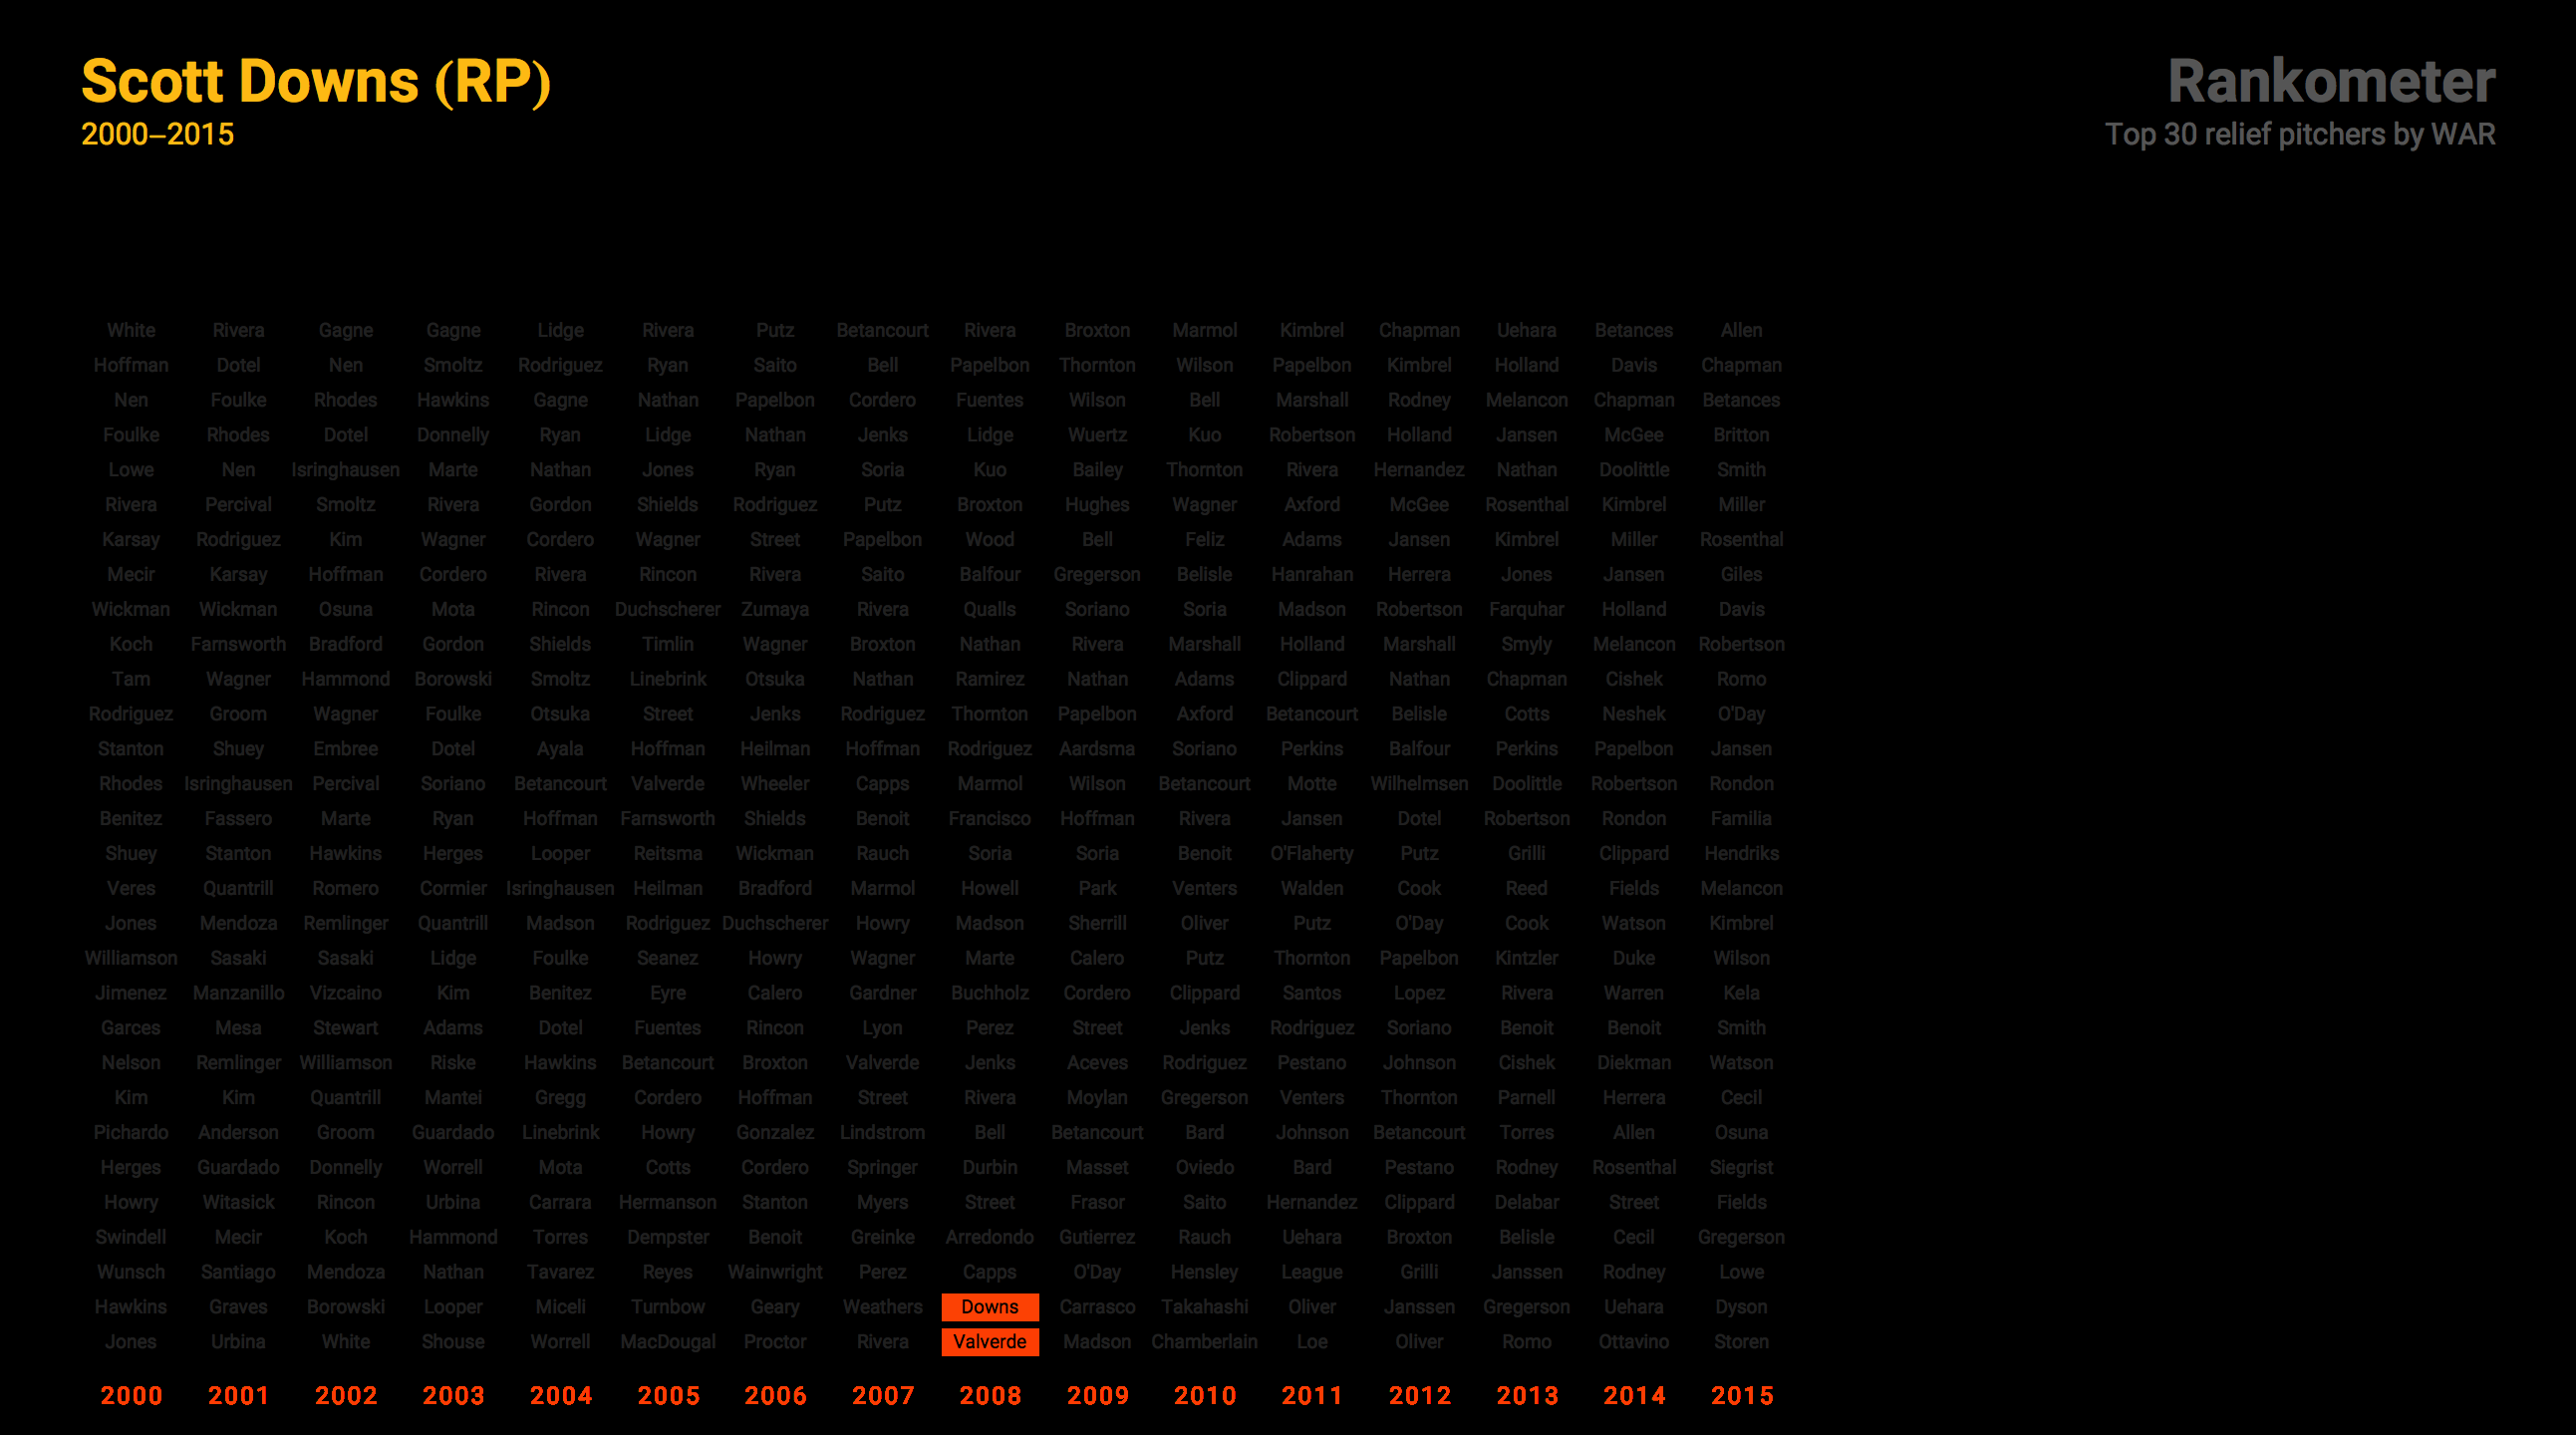 Scott Downs (RP)
2000–2015
Rankometer
Top 30 relief pitchers by WAR
White Rivera Gagne Gagne Lidge Rivera Putz Betancourt Rivera Broxton Marmol Kimbrel Chapman Uehara Betances Allen
Hoffman Dotel Nen Smoltz Rodriguez Ryan Saito Bell Papelbon Thornton Wilson Papelbon Kimbrel Holland Davis Chapman
Nen Foulke Rhodes Hawkins Gagne Nathan Papelbon Cordero Fuentes Wilson Bell Marshall Rodney Melancon Chapman Betances
Foulke Rhodes Dotel Donnelly Ryan Lidge Nathan Jenks Lidge Wuertz Kuo Robertson Holland Jansen McGee Britton
Lowe Nen Isringhausen Marte Nathan Jones Ryan Soria Kuo Bailey Thornton Rivera Hernandez Nathan Doolittle Smith
Rivera Percival Smoltz Rivera Gordon Shields Rodriguez Putz Broxton Hughes Wagner Axford McGee Rosenthal Kimbrel Miller
Karsay Rodriguez Kim Wagner Cordero Wagner Street Papelbon Wood Bell Feliz Adams Jansen Kimbrel Miller Rosenthal
Mecir Karsay Hoffman Cordero Rivera Rincon Rivera Saito Balfour Gregerson Belisle Hanrahan Herrera Jones Jansen Giles
Wickman Wickman Osuna Mota Rincon Duchscherer Zumaya Rivera Qualls Soriano Soria Madson Robertson Farquhar Holland Davis
Koch Farnsworth Bradford Gordon Shields Timlin Wagner Broxton Nathan Rivera Marshall Holland Marshall Smyly Melancon Robertson
Tam Wagner Hammond Borowski Smoltz Linebrink Otsuka Nathan Ramirez Nathan Adams Clippard Nathan Chapman Cishek Romo
Rodriguez Groom Wagner Foulke Otsuka Street Jenks Rodriguez Thornton Papelbon Axford Betancourt Belisle Cotts Neshek O'Day
Stanton Shuey Embree Dotel Ayala Hoffman Heilman Hoffman Rodriguez Aardsma Soriano Perkins Balfour Perkins Papelbon Jansen
Rhodes Isringhausen Percival Soriano Betancourt Valverde Wheeler Capps Marmol Wilson Betancourt Motte Wilhelmsen Doolittle Robertson Rondon
Benitez Fassero Marte Ryan Hoffman Farnsworth Shields Benoit Francisco Hoffman Rivera Jansen Dotel Robertson Rondon Familia
Shuey Stanton Hawkins Herges Looper Reitsma Wickman Rauch Soria Soria Benoit O'Flaherty Putz Grilli Clippard Hendriks
Veres Quantrill Romero Cormier Isringhausen Heilman Bradford Marmol Howell Park Venters Walden Cook Reed Fields Melancon
Jones Mendoza Remlinger Quantrill Madson Rodriguez Duchscherer Howry Madson Sherrill Oliver Putz O'Day Cook Watson Kimbrel
Williamson Sasaki Sasaki Lidge Foulke Seanez Howry Wagner Marte Calero Putz Thornton Papelbon Kintzler Duke Wilson
Jimenez Manzanillo Vizcaino Kim Benitez Eyre Calero Gardner Buchholz Cordero Clippard Santos Lopez Rivera Warren Kela
Garces Mesa Stewart Adams Dotel Fuentes Rincon Lyon Perez Street Jenks Rodriguez Soriano Benoit Benoit Smith
Nelson Remlinger Williamson Riske Hawkins Betancourt Broxton Valverde Jenks Aceves Rodriguez Pestano Johnson Cishek Diekman Watson
Kim Kim Quantrill Mantei Gregg Cordero Hoffman Street Rivera Moylan Gregerson Venters Thornton Parnell Herrera Cecil
Pichardo Anderson Groom Guardado Linebrink Howry Gonzalez Lindstrom Bell Betancourt Bard Johnson Betancourt Torres Allen Osuna
Herges Guardado Donnelly Worrell Mota Cotts Cordero Springer Durbin Masset Oviedo Bard Pestano Rodney Rosenthal Siegrist
Howry Witasick Rincon Urbina Carrara Hermanson Stanton Myers Street Frasor Saito Hernandez Clippard Delabar Street Fields
Swindell Mecir Koch Hammond Torres Dempster Benoit Greinke Arredondo Gutierrez Rauch Uehara Broxton Belisle Cecil Gregerson
Wunsch Santiago Mendoza Nathan Tavarez Reyes Wainwright Perez Capps O'Day Hensley League Grilli Janssen Rodney Lowe
Hawkins Graves Borowski Looper Miceli Turnbow Geary Weathers Downs Carrasco Takahashi Oliver Janssen Gregerson Uehara Dyson
Jones Urbina White Shouse Worrell MacDougal Proctor Rivera Valverde Madson Chamberlain Loe Oliver Romo Ottavino Storen
2000 2001 2002 2003 2004 2005 2006 2007 2008 2009 2010 2011 2012 2013 2014 2015